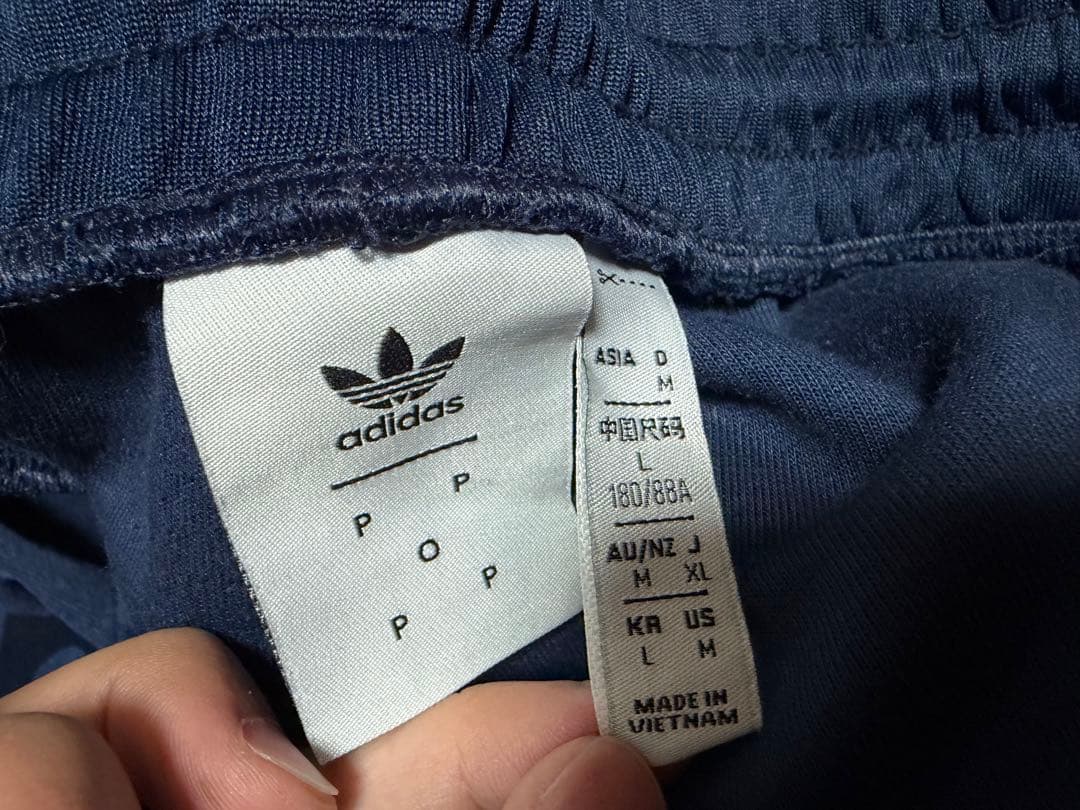 adidas
P
P
O
P
P
ASIA D
M
中国尺码
L
180/88A
AU/NZ J
M XL
KR US
L M
MADE IN
VIETNAM